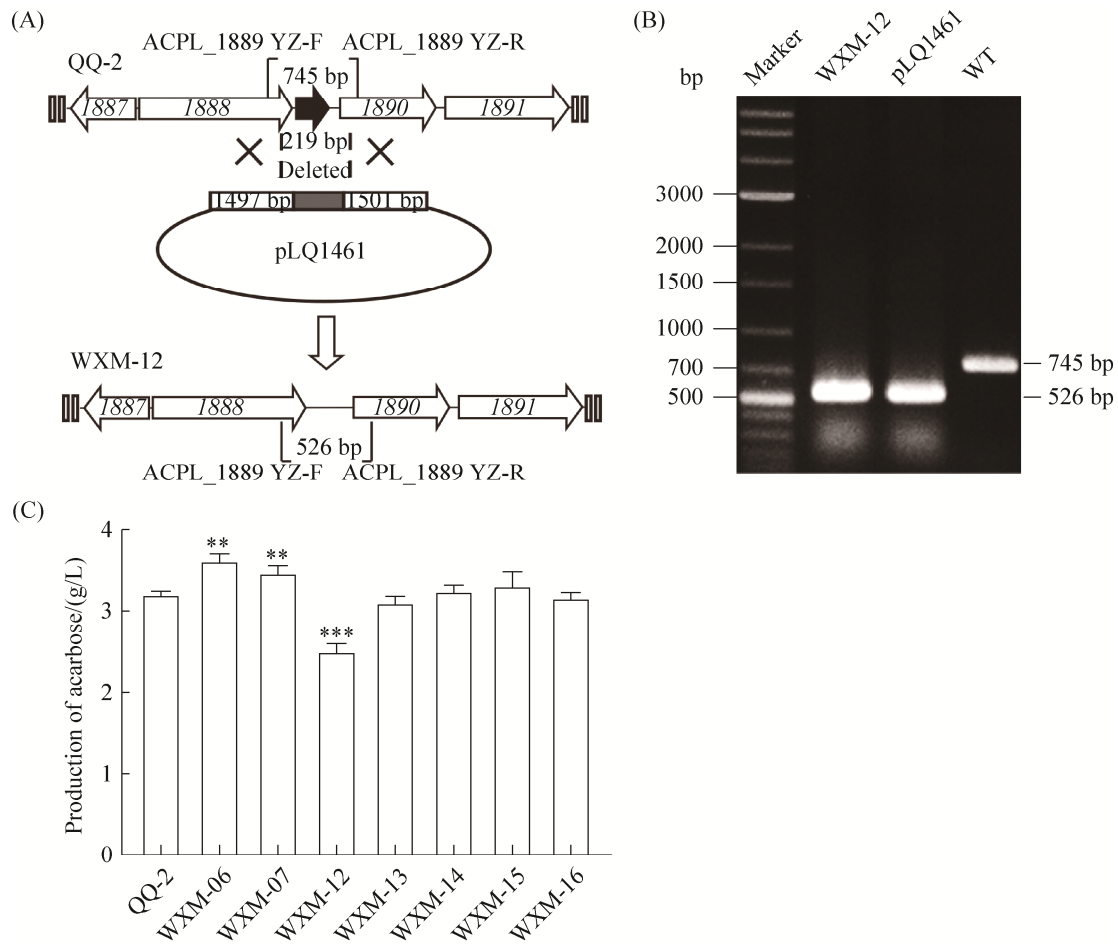 (A)
ACPL_1889 YZ-F ACPL_1889 YZ-R
QQ-2
745 bp
1887 1888 1890 1891
219 bp
Deleted
1497 bp 1501 bp
pLQ1461
WXM-12
1887 1888 1890 1891
526 bp
ACPL_1889 YZ-F ACPL_1889 YZ-R
(B)
bp Marker WXM-12 pLQ1461 WT
3000
2000
1500
1000
700
500
745 bp
526 bp
(C)
Production of acarbose/(g/L)
4
3
2
1
0
** ** ***
QQ-2 WXM-06 WXM-07 WXM-12 WXM-13 WXM-14 WXM-15 WXM-16